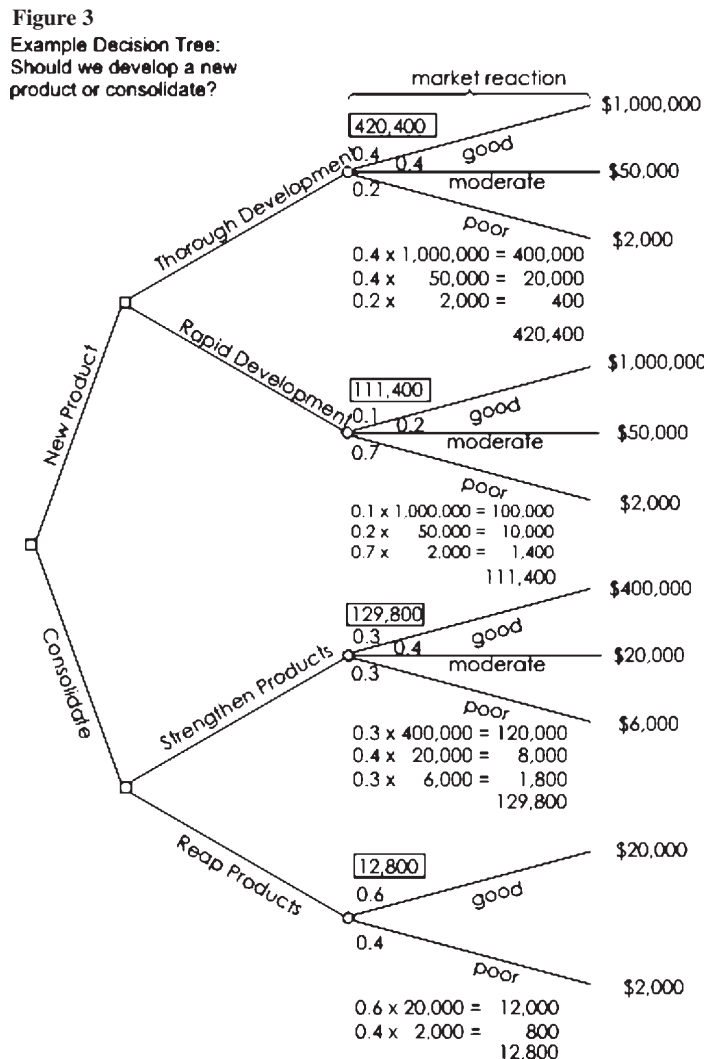 Figure 3
Example Decision Tree:
Should we develop a new
product or consolidate?
market reaction
$1,000,000
420,400
0.4
0.4
good
Thorough Development
moderate
$50,000
0.2
poor
$2,000
0.4 x 1,000,000 = 400,000
0.4 x 50,000 = 20,000
0.2 x 2,000 = 400
420,400
New Product
Rapid Development
$1,000,000
111,400
0.1
0.2
good
moderate
$50,000
0.7
poor
$2,000
0.1 x 1,000,000 = 100,000
0.2 x 50,000 = 10,000
0.7 x 2,000 = 1,400
111,400
Consolidate
Strengthen Products
$400,000
129,800
0.3
0.4
good
moderate
$20,000
0.3
poor
$6,000
0.3 x 400,000 = 120,000
0.4 x 20,000 = 8,000
0.3 x 6,000 = 1,800
129,800
Reap Products
$20,000
12,800
0.6
good
0.4
poor
$2,000
0.6 x 20,000 = 12,000
0.4 x 2,000 = 800
12,800